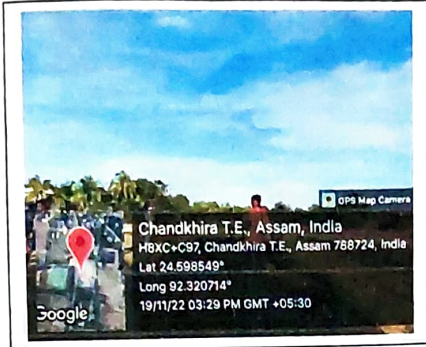 GPS Map Camera
Chandkhira T.E., Assam, India
H8XC+C97, Chandkhira T.E., Assam 788724, India
Lat 24.598549°
Long 92.320714°
19/11/22 03:29 PM GMT +05:30
Google